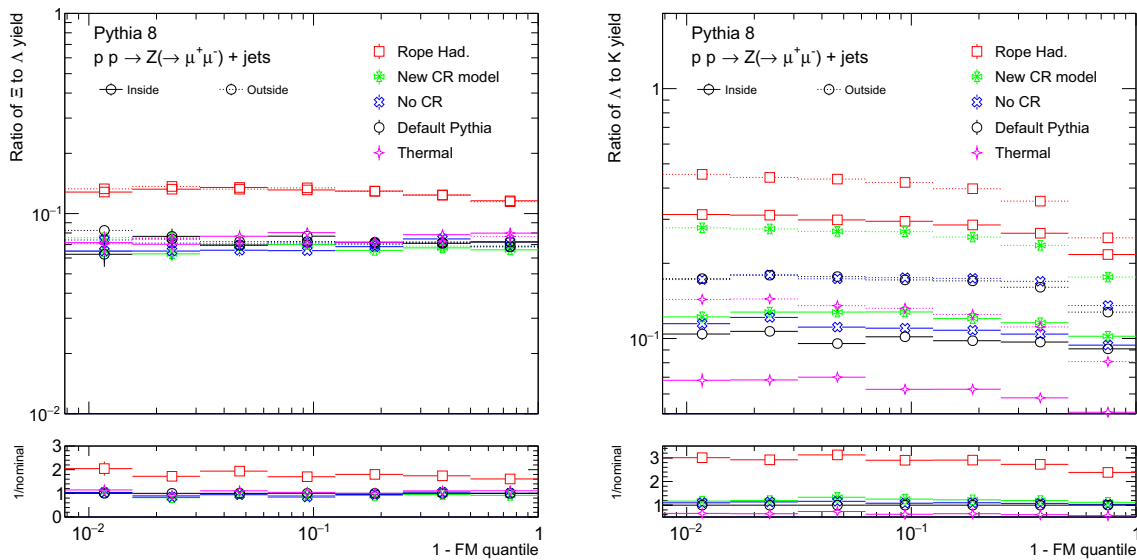 Ratio of Ξ to Λ yield
1
Pythia 8
p p → Z(→ μ⁺μ⁻) + jets
Inside
Outside
Rope Had.
New CR model
No CR
Default Pythia
Thermal
10⁻¹
10⁻²
1/nominal
3
2
1
0
10⁻²
10⁻¹
1
1 - FM quantile
Ratio of Λ to K yield
Pythia 8
p p → Z(→ μ⁺μ⁻) + jets
Inside
Outside
Rope Had.
New CR model
No CR
Default Pythia
Thermal
1
10⁻¹
1/nominal
3
2
1
10⁻²
10⁻¹
1
1 - FM quantile